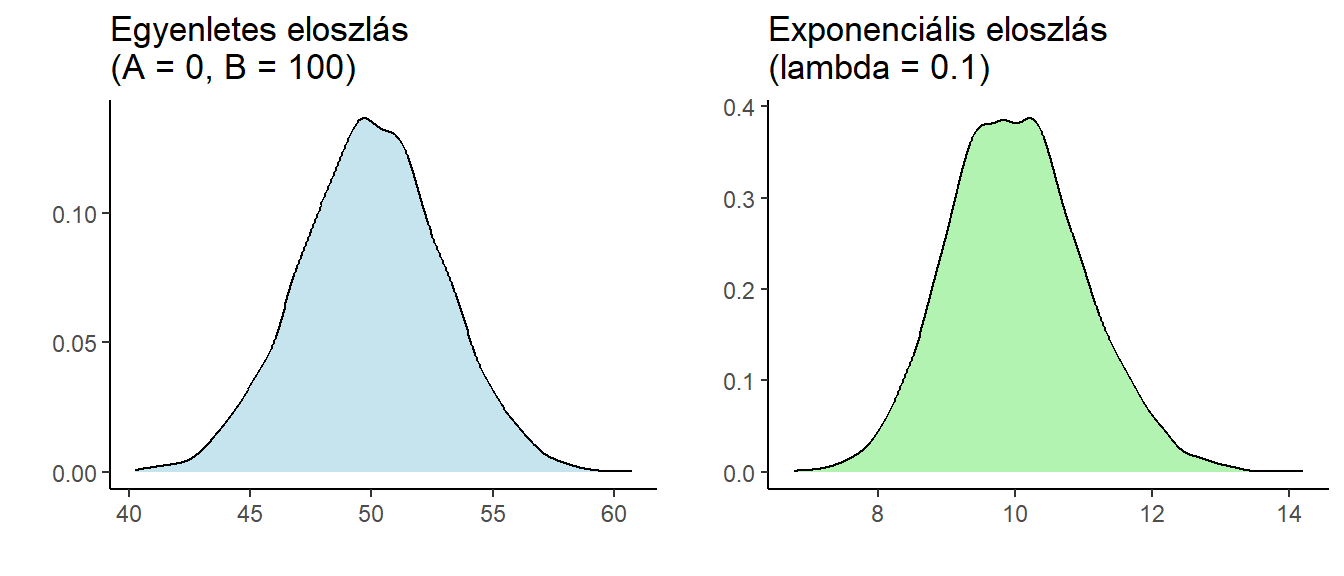 Egyenletes eloszlás
(A = 0, B = 100)
0.10
0.05
0.00
40 45 50 55 60
Exponenciális eloszlás
(lambda = 0.1)
0.4
0.3
0.2
0.1
0.0
8 10 12 14